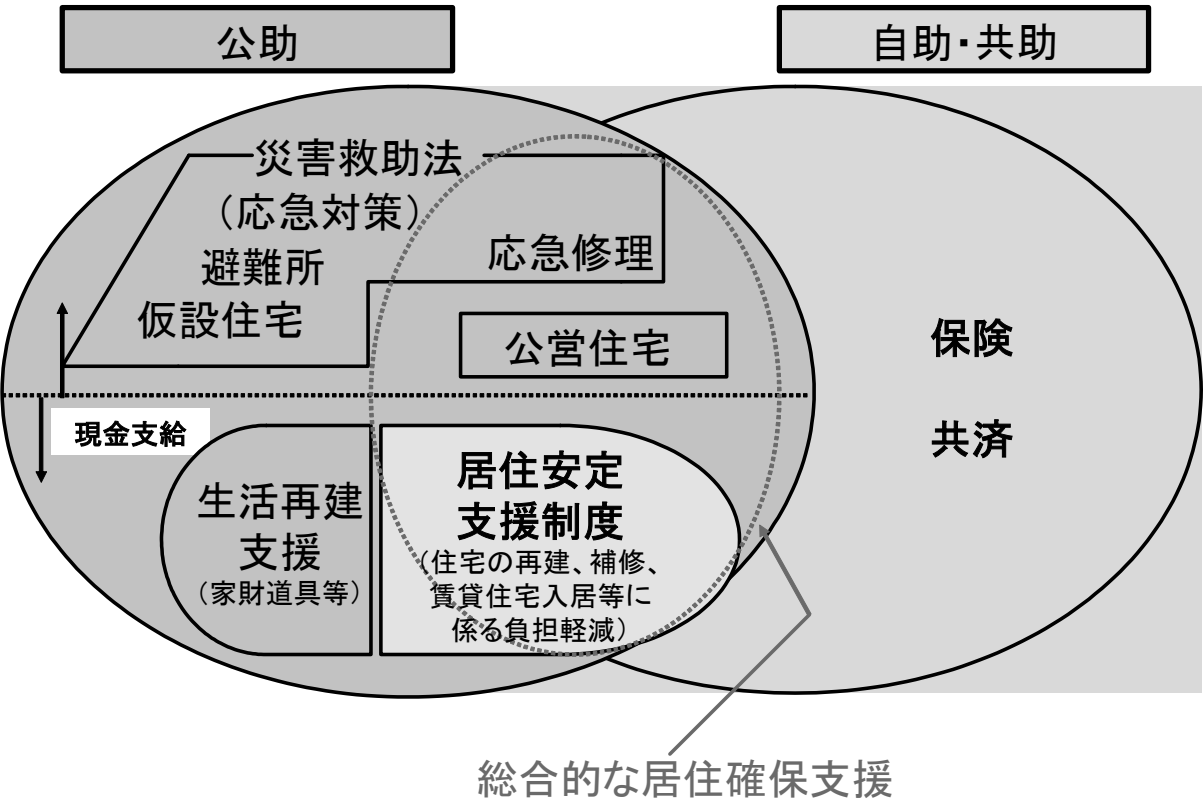 公助
自助・共助
災害救助法
（応急対策）
避難所
仮設住宅
応急修理
公営住宅
保険
共済
現金支給
生活再建
支援
（家財道具等）
居住安定
支援制度
（住宅の再建、補修、
賃貸住宅入居等に
係る負担軽減）
総合的な居住確保支援